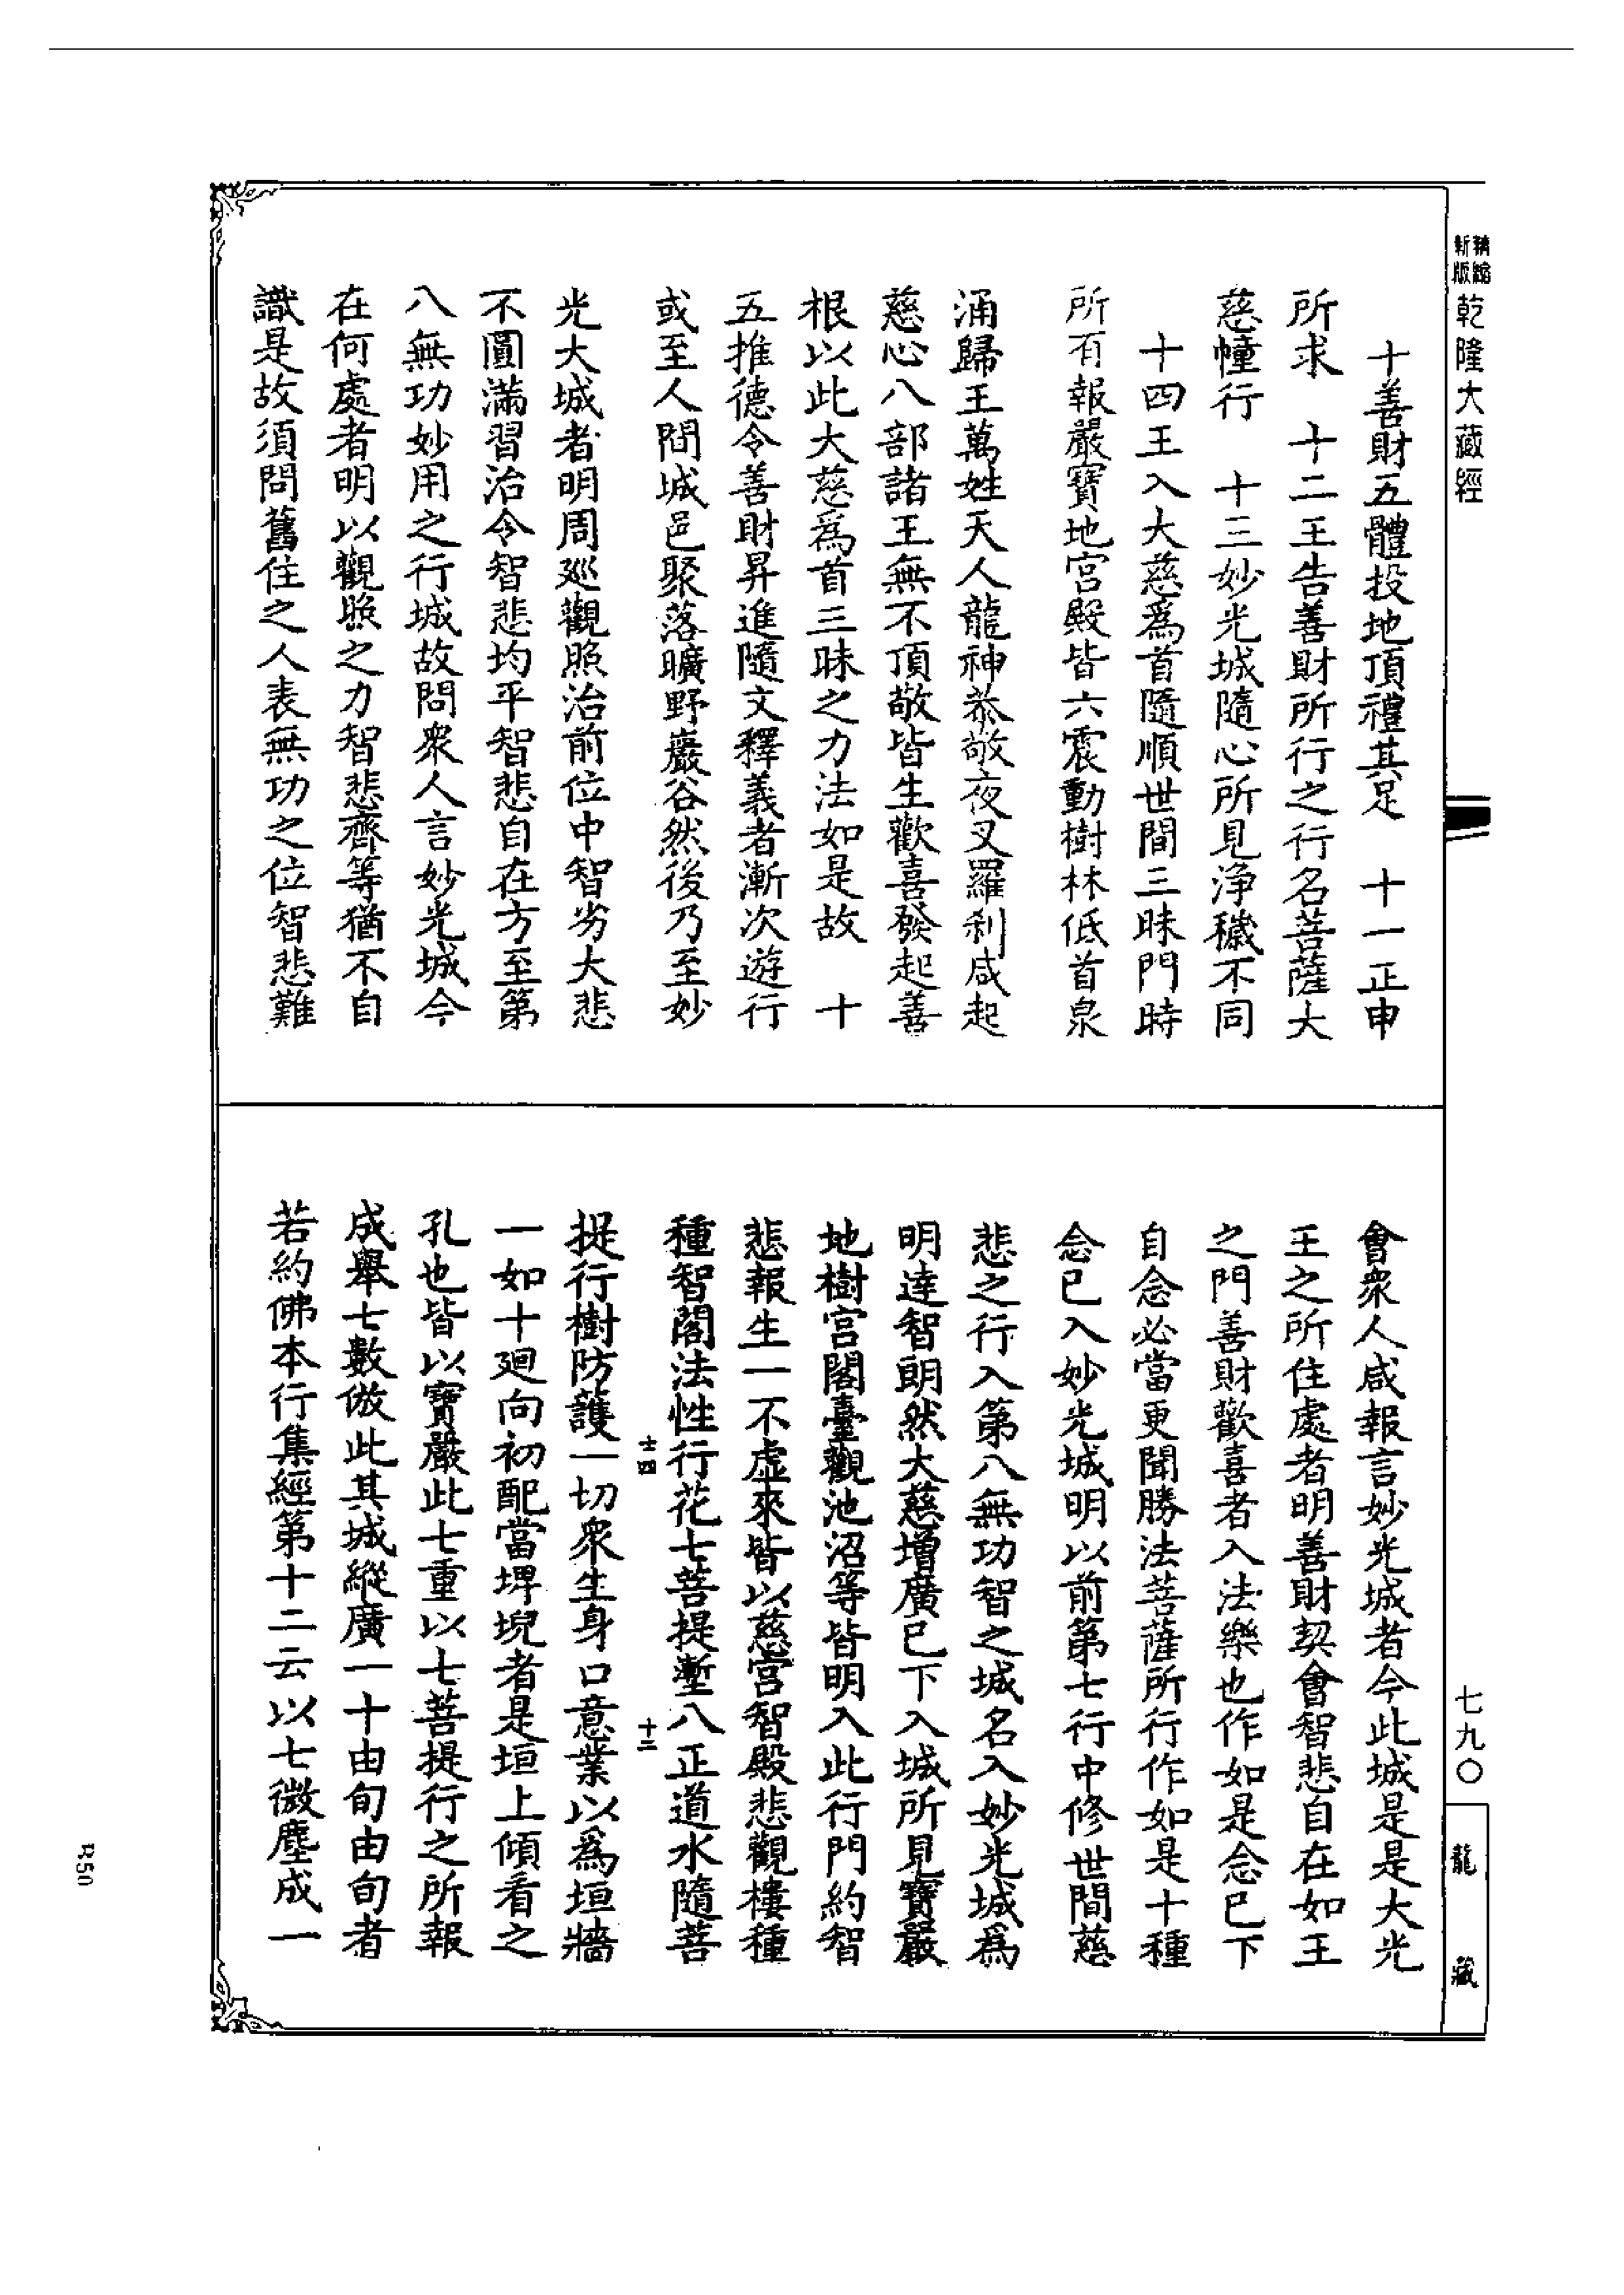 新版精縮乾隆大藏經
十善財五體投地頂禮其足　十一正申
所求　十二王告善財所行之行名菩薩大
慈幢行　十三妙光城隨心所見淨穢不同
十四王入大慈為首隨順世間三昧門時
所有報嚴寶地宮殿皆六震動樹林低首泉
涌歸王萬姓天人龍神恭敬夜叉羅剎咸起
慈心八部諸王無不頂敬皆生歡喜發起善
根以此大慈為首三昧之力法如是故　十
五推德令善財昇進隨文釋義者漸次遊行
或至人間城邑聚落曠野巖谷然後乃至妙
光大城者明周巡觀照治前位中智劣大悲
不圓滿習治令智悲均平智悲自在方至第
八無功妙用之行城故問眾人言妙光城今
在何處者明以觀照之力智悲齊等猶不自
識是故須問舊住之人表無功之位智悲難
會眾人咸報言妙光城者今此城是是大光
王之所住處者明善財契會智悲自在如王
之門善財歡喜者入法樂也作如是念已下
自念必當更聞勝法菩薩所行作如是十種
念已入妙光城明以前第七行中修世間慈
悲之行入第八無功智之城名入妙光城為
明達智朗然大慈增廣已下入城所見寶嚴
地樹宮閣臺觀池沼等皆明入此行門約智
悲報生一不虛來皆以慈宮智殿悲觀樓種
種智閣法性行花七菩提塹八正道水隨菩
十四　十二
提行樹防護一切眾生身口意業以為垣牆
一如十迴向初配當堺堄者是垣上傾看之
孔也皆以寶嚴此七重以七菩提行之所報
成舉七數倣此其城縱廣一十由旬由旬者
若約佛本行集經第十二云以七微塵成一
七九〇
龍藏
R50